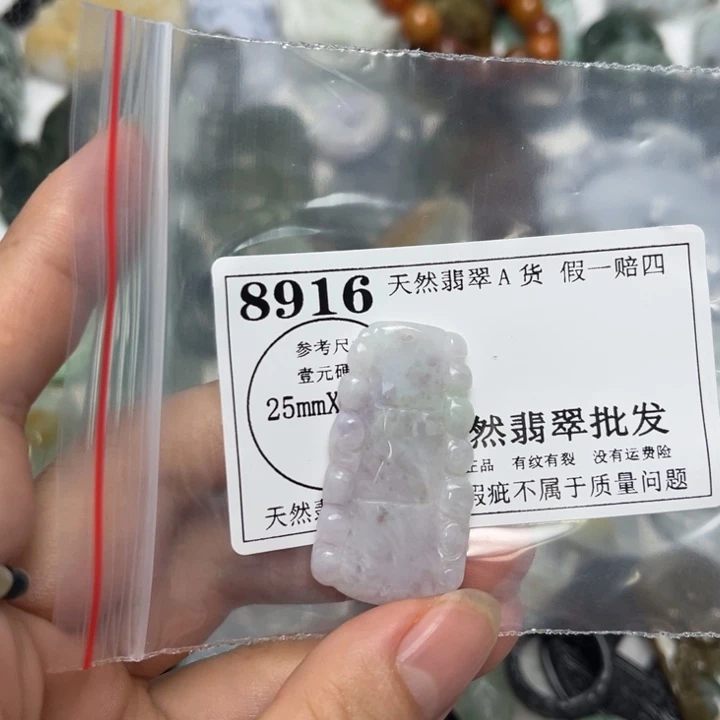 8916 天然翡翠A货 假一赔四
参考尺
壹元硬
25mmX
然翡翠批发
正品 有纹有裂 没有运费险
天然 瑕疵不属于质量问题